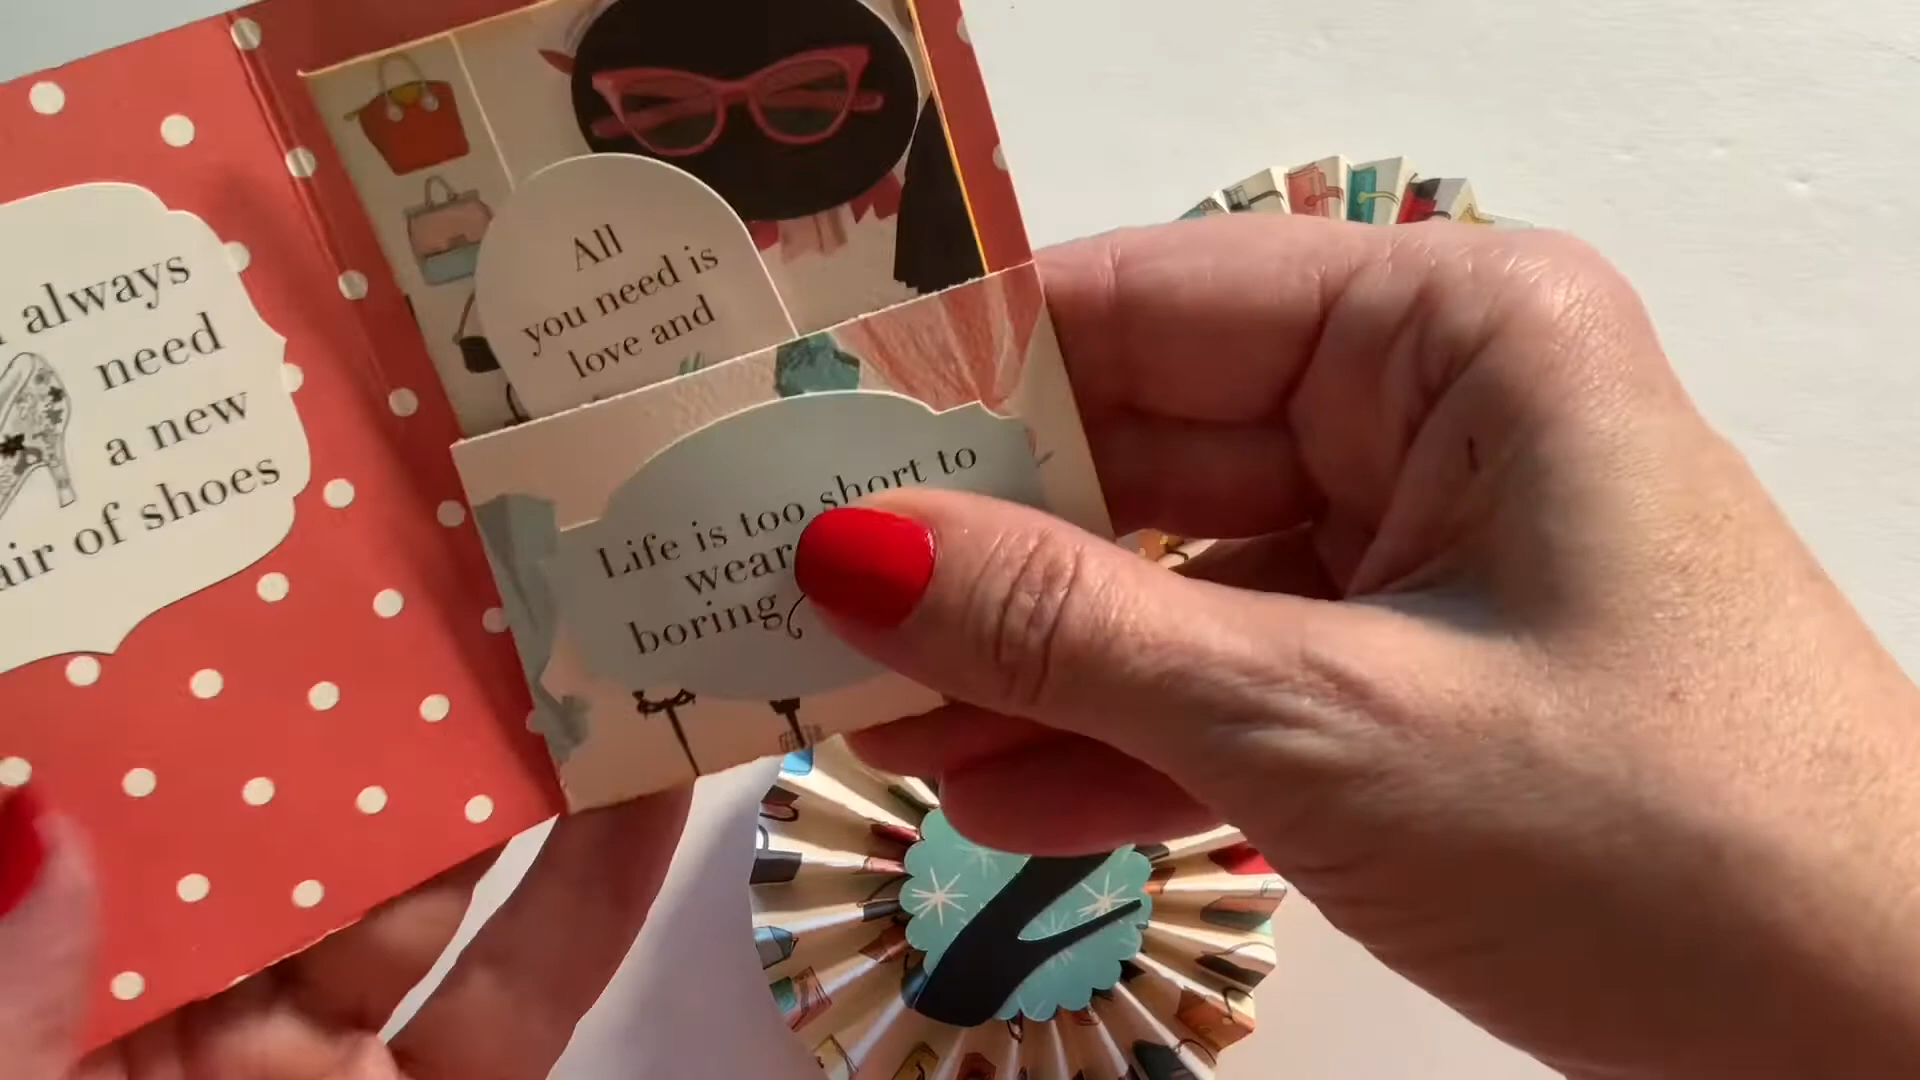 always
need
a new
air of shoes
All
you need is
love and
Life is too short to
wear
boring